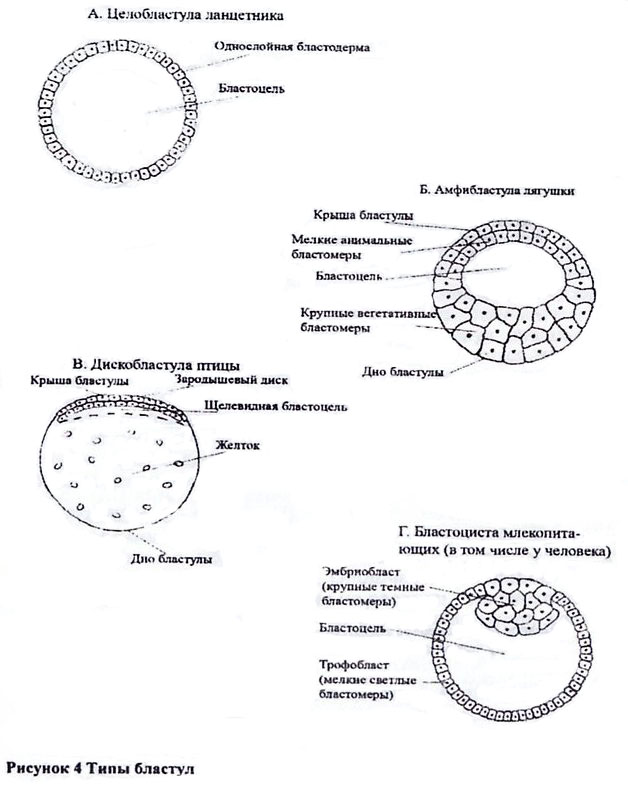 А. Целобластула ланцетника
Однослойная бластодерма
Бластоцель
Б. Амфибластула лягушки
Крыша бластулы
Мелкие анимальные
бластомеры
Бластоцель
Крупные вегетативные
бластомеры
Дно бластулы
В. Дискобластула птицы
Крыша бластулы
Зародышевый диск
Щелевидная бластоцель
Желток
Дно бластулы
Г. Бластоциста млекопита-
ющих (в том числе у человека)
Эмбриобласт
(крупные темные
бластомеры)
Бластоцель
Трофобласт
(мелкие светлые
бластомеры)
Рисунок 4 Типы бластул